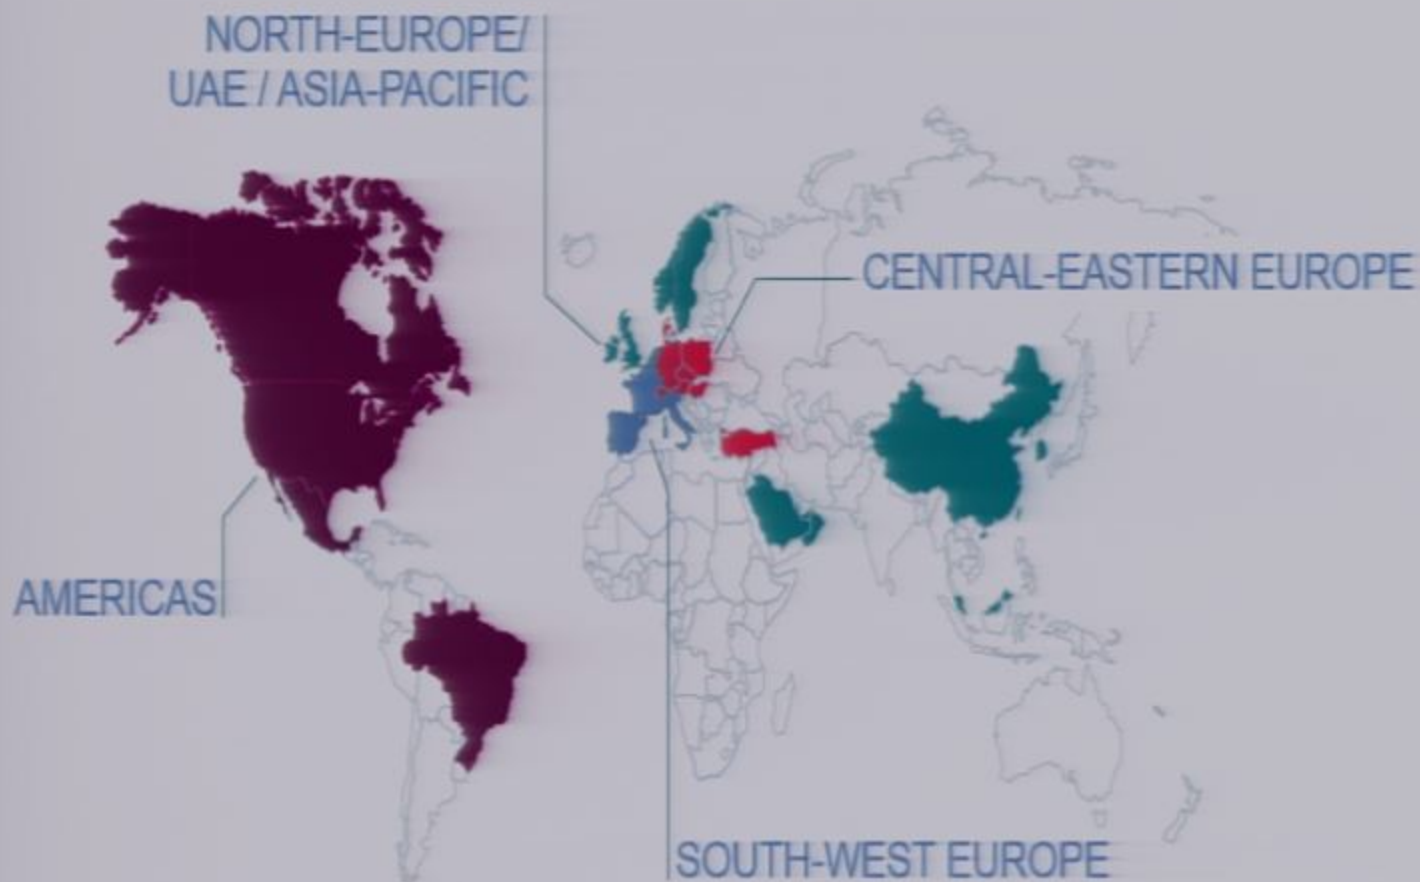 NORTH-EUROPE/
UAE / ASIA-PACIFIC
CENTRAL-EASTERN EUROPE
AMERICAS
SOUTH-WEST EUROPE